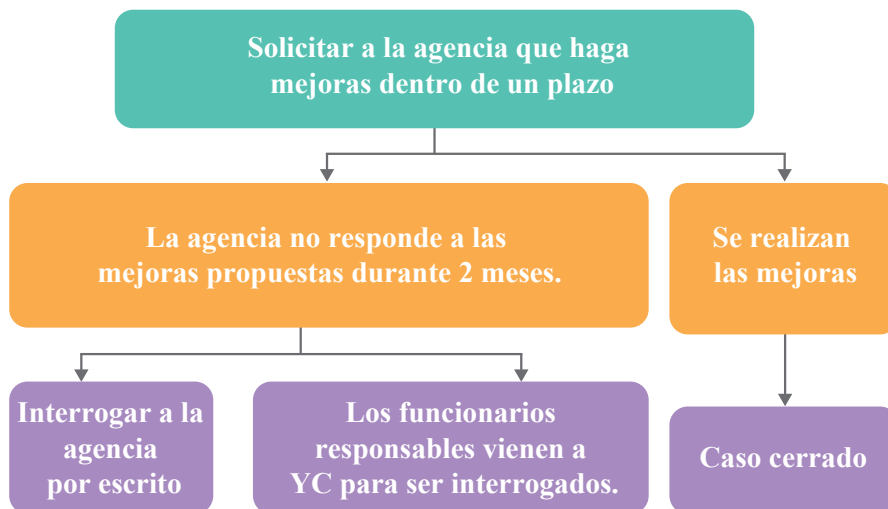 Solicitar a la agencia que haga
mejoras dentro de un plazo
La agencia no responde a las
mejoras propuestas durante 2 meses.
Se realizan
las mejoras
Interrogar a la
agencia
por escrito
Los funcionarios
responsables vienen a
YC para ser interrogados.
Caso cerrado